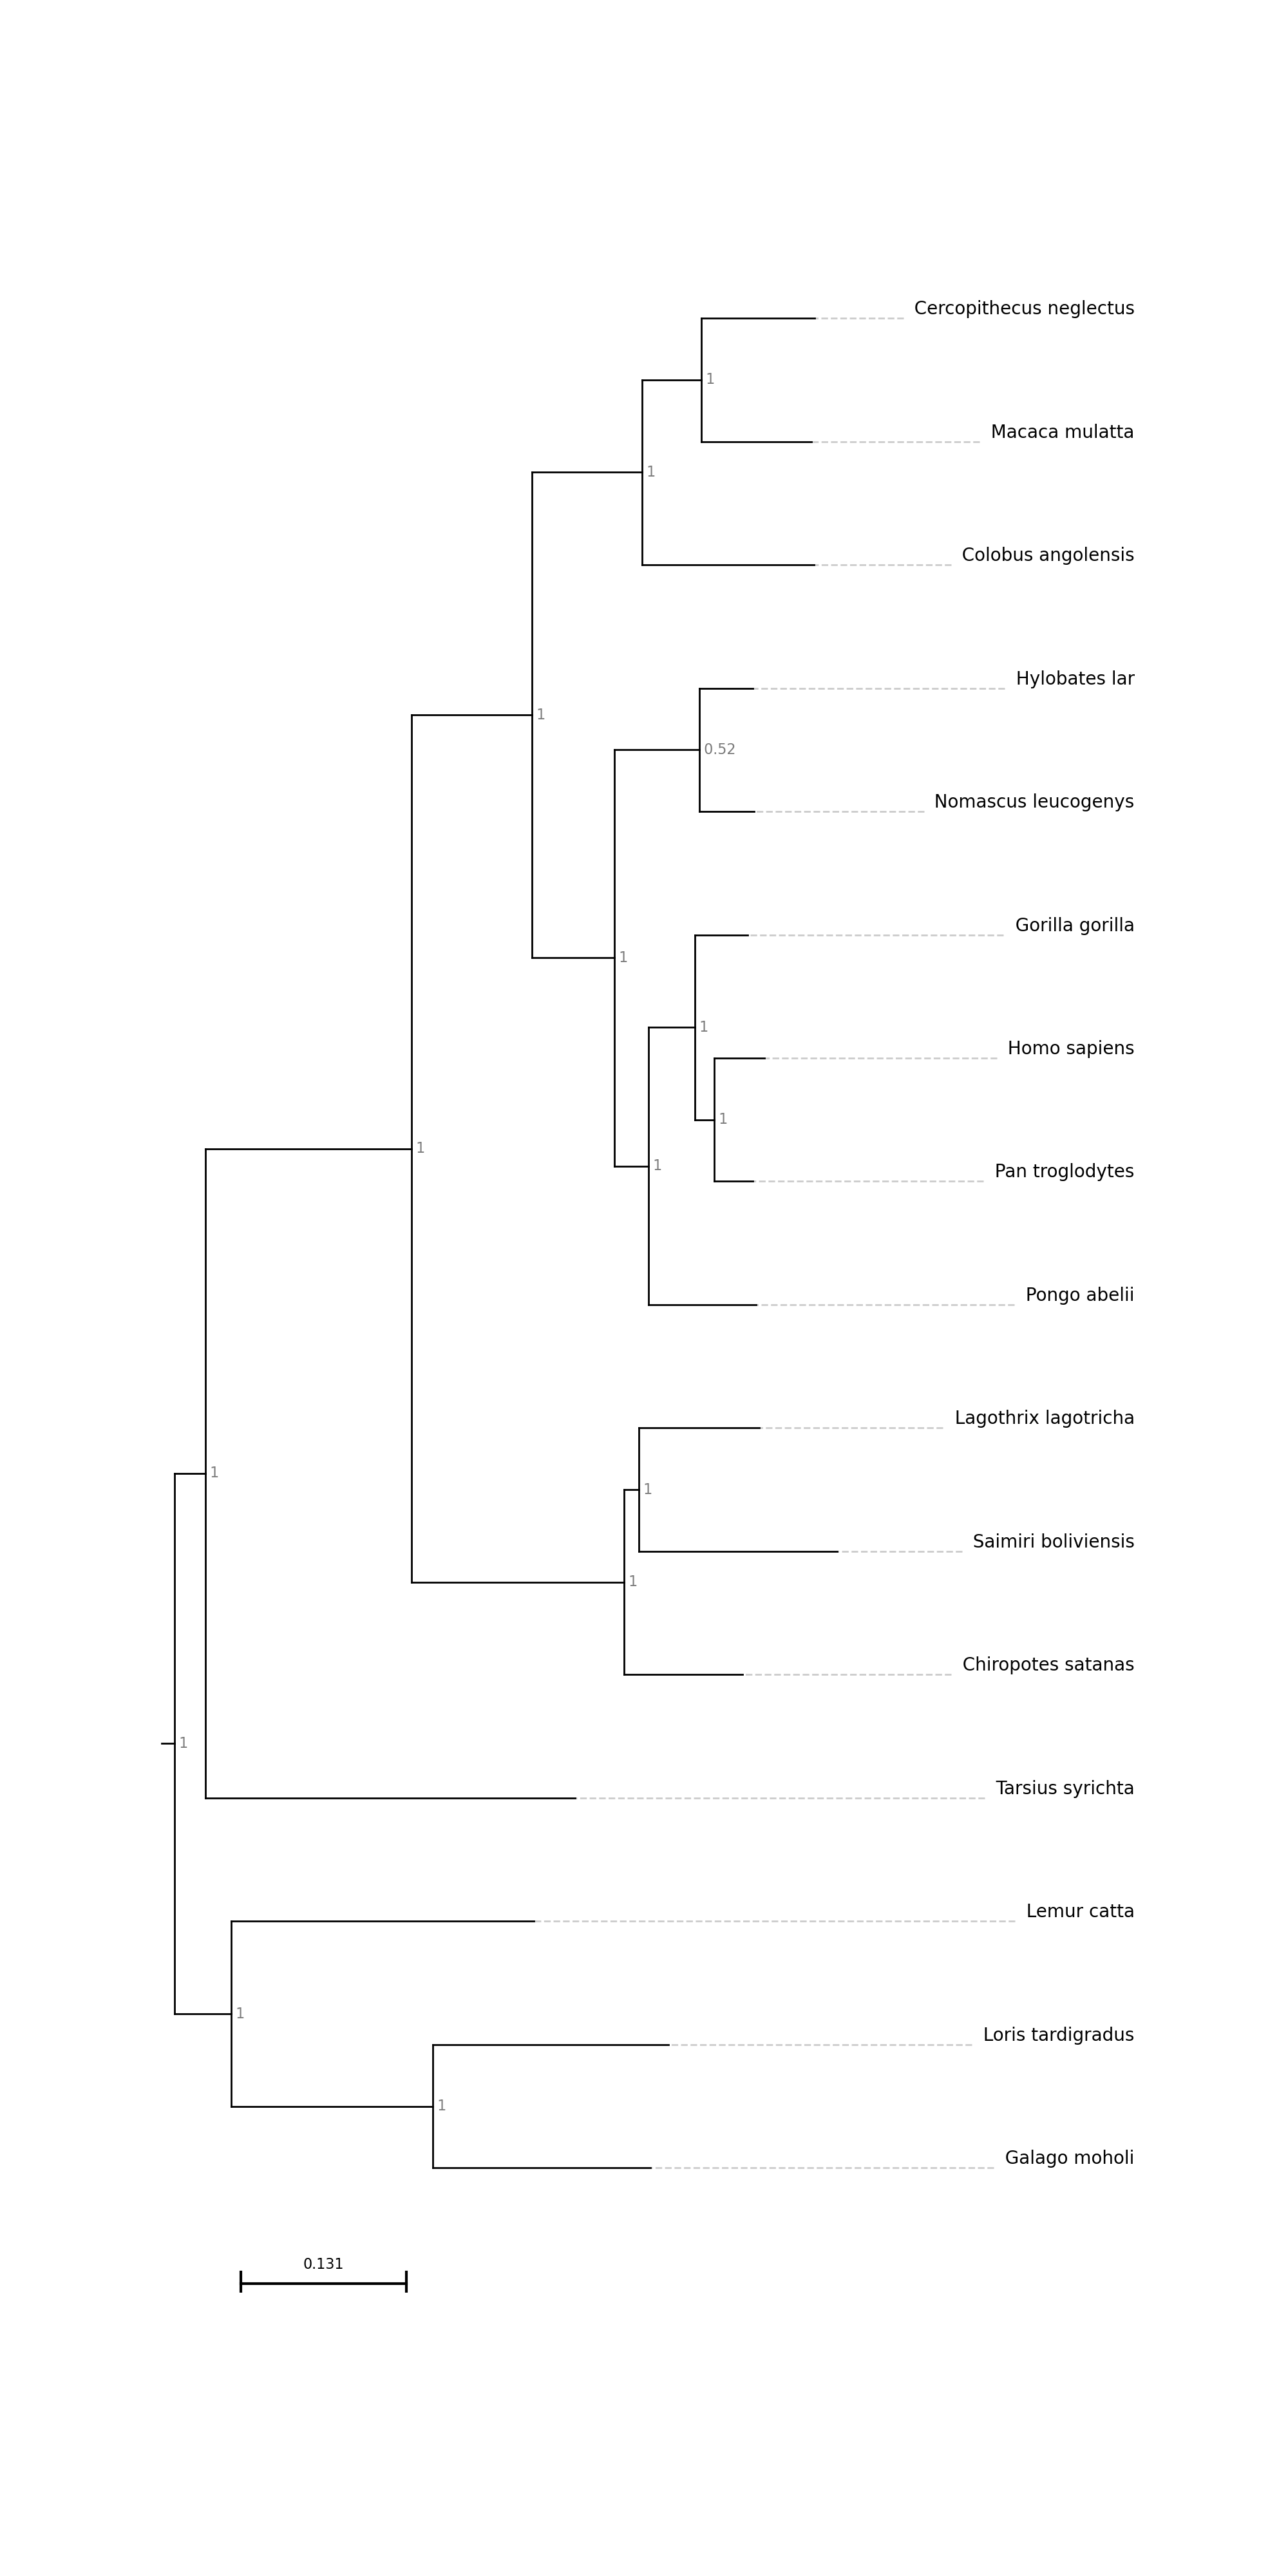 Cercopithecus neglectus
1
Macaca mulatta
1
Colobus angolensis
Hylabates lar
1
0.52
Nomascus leucogenys
Gorilla gorilla
1
1
Homo sapiens
1
1
1
Pan troglodytes
Pongo abelii
Lagothrix lagotricha
1
1
Saimiri boliviensis
1
Chiropotes satanas
1
Tarsius syrichta
Lemur catta
1
Loris tardigradus
1
Galago moholi
0.131